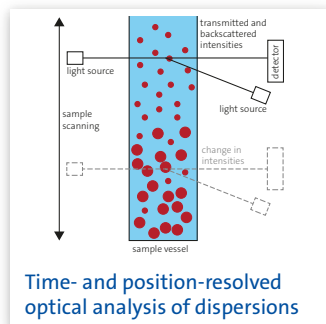 transmitted and
backscattered
intensities
light source
detector
light source
sample
scanning
change in
intensities
sample vessel
Time- and position-resolved
optical analysis of dispersions